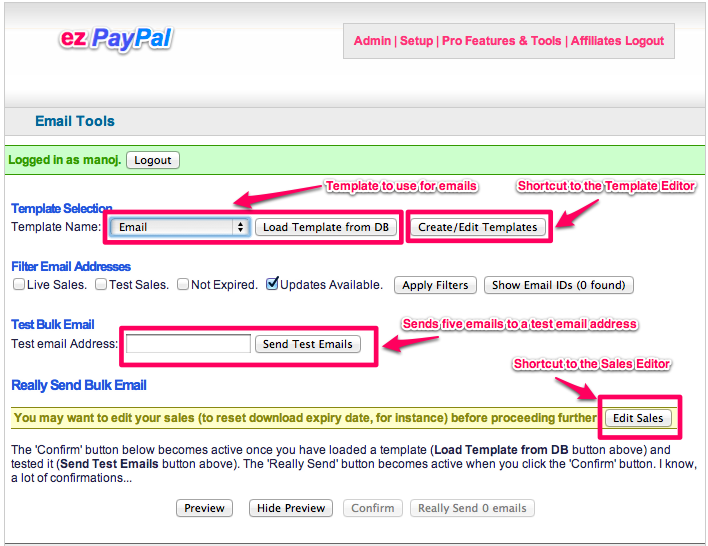 ez PayPal
Admin | Setup | Pro Features & Tools | Affiliates Logout
Email Tools
Logged in as manoj. Logout
Template to use for emails
Shortcut to the Template Editor
Template Selection
Template Name: Email Load Template from DB Create/Edit Templates
Filter Email Addresses
Live Sales. Test Sales. Not Expired. Updates Available. Apply Filters Show Email IDs (0 found)
Test Bulk Email
Sends five emails to a test email address
Test email Address: Send Test Emails
Shortcut to the Sales Editor
Really Send Bulk Email
You may want to edit your sales (to reset download expiry date, for instance) before proceeding further Edit Sales
The 'Confirm' button below becomes active once you have loaded a template (Load Template from DB button above) and
tested it (Send Test Emails button above). The 'Really Send' button becomes active when you click the 'Confirm' button. I know,
a lot of confirmations...
Preview Hide Preview Confirm Really Send 0 emails